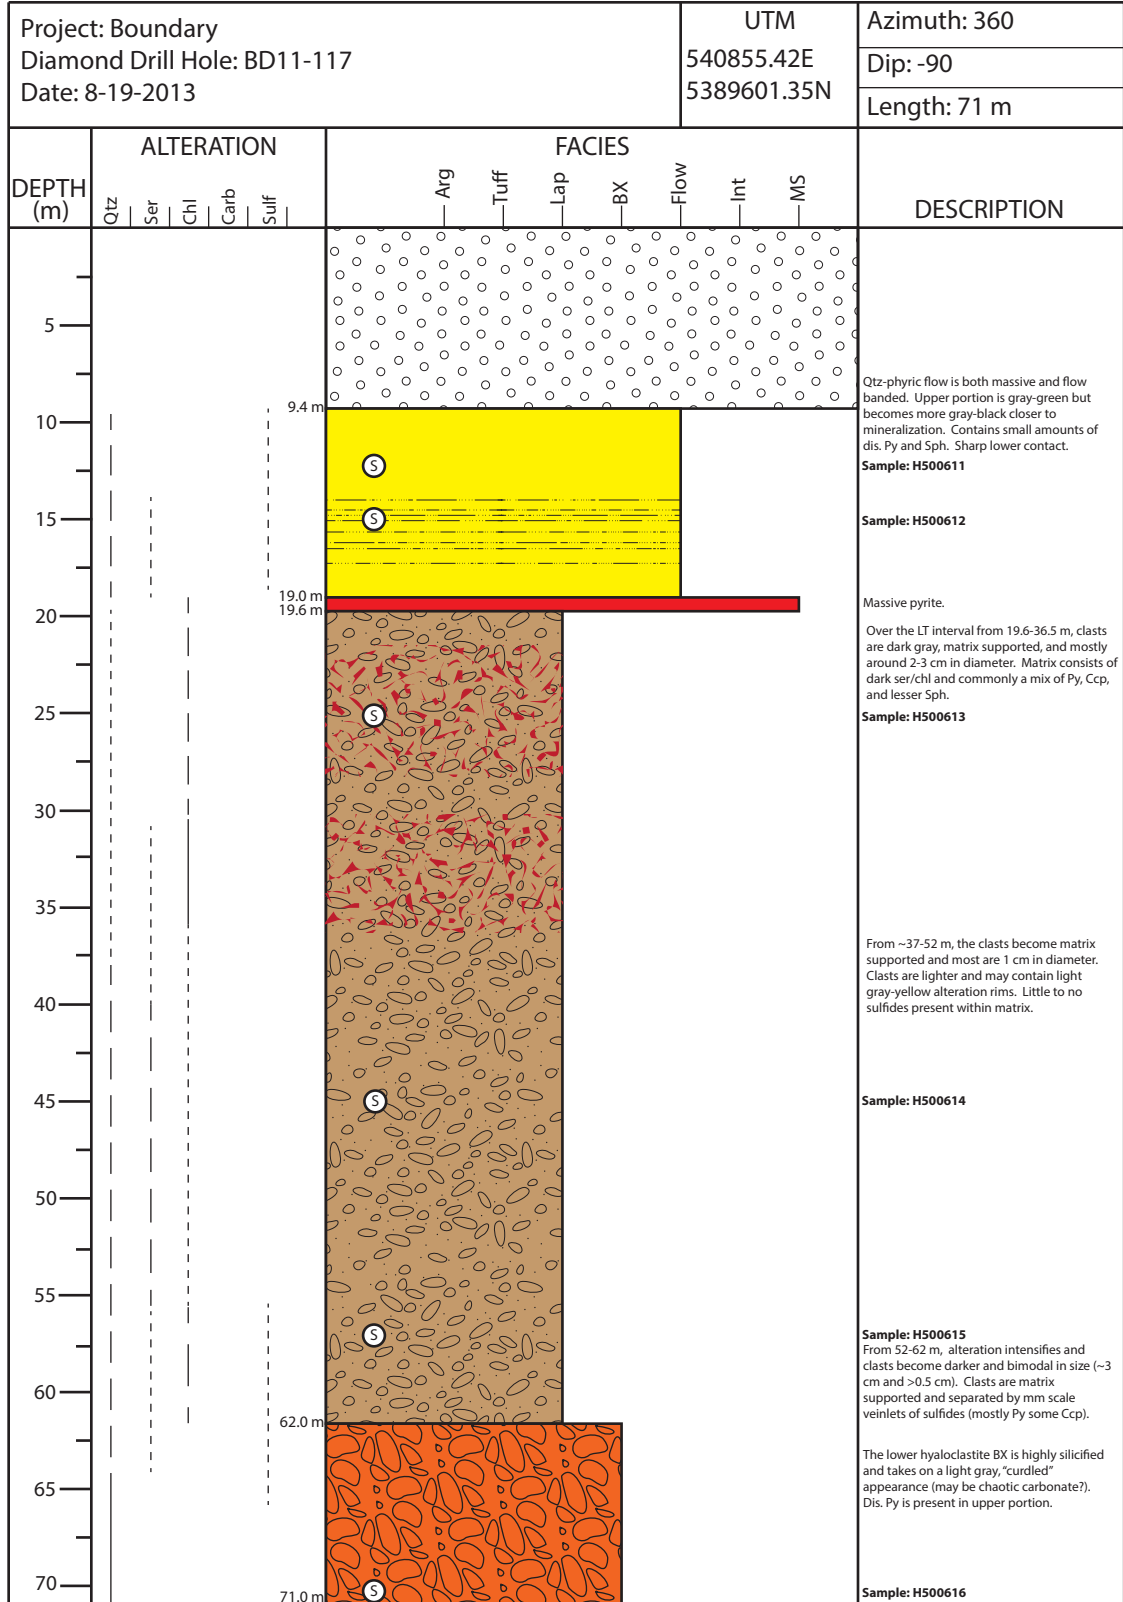 Project: Boundary
Diamond Drill Hole: BD11-117
Date: 8-19-2013
UTM
540855.42E
5389601.35N
Azimuth: 360
Dip: -90
Length: 71 m
DEPTH
(m)
ALTERATION
Qtz
Ser
Chl
Carb
Sulf
FACIES
Arg
Tuff
Lap
BX
Flow
Int
MS
DESCRIPTION
5
Qtz-phyric flow is both massive and flow
banded. Upper portion is gray-green but
becomes more gray-black closer to
mineralization. Contains small amounts of
dis. Py and Sph. Sharp lower contact.
9.4 m
10
S
Sample: H500611
15
S
Sample: H500612
19.0 m
19.6 m
Massive pyrite.
20
Over the LT interval from 19.6-36.5 m, clasts
are dark gray, matrix supported, and mostly
around 2-3 cm in diameter. Matrix consists of
dark ser/chl and commonly a mix of Py, Ccp,
and lesser Sph.
25
S
Sample: H500613
30
35
From ~37-52 m, the clasts become matrix
supported and most are 1 cm in diameter.
Clasts are lighter and may contain light
gray-yellow alteration rims. Little to no
sulfides present within matrix.
40
45
S
Sample: H500614
50
55
S
Sample: H500615
From 52-62 m, alteration intensifies and
clasts become darker and bimodal in size (~3
cm and >0.5 cm). Clasts are matrix
supported and separated by mm scale
veinlets of sulfides (mostly Py some Ccp).
60
62.0 m
The lower hyaloclastite BX is highly silicified
and takes on a light gray, “curdled”
appearance (may be chaotic carbonate?).
Dis. Py is present in upper portion.
65
70
71.0 m
S
Sample: H500616